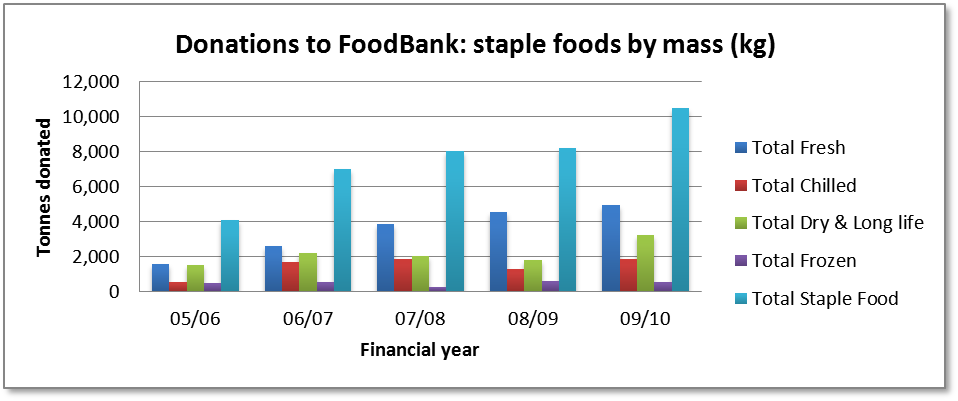 Donations to FoodBank: staple foods by mass (kg)
Tonnes donated
12,000
10,000
8,000
6,000
4,000
2,000
0
05/06 06/07 07/08 08/09 09/10
Financial year
Total Fresh
Total Chilled
Total Dry & Long life
Total Frozen
Total Staple Food